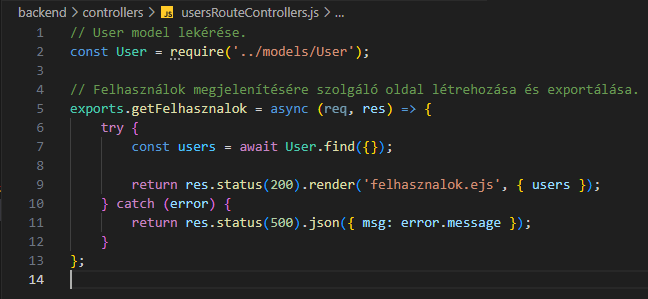 backend > controllers > JS usersRouteControllers.js > ...
1 // User model lekérése.
2 const User = require('../models/User');
3
4 // Felhasználók megjelenítésére szolgáló oldal létrehozása és exportálása.
5 exports.getFelhasznalok = async (req, res) => {
6     try {
7         const users = await User.find({});
8
9         return res.status(200).render('felhasznalok.ejs', { users });
10     } catch (error) {
11         return res.status(500).json({ msg: error.message });
12     }
13 };
14